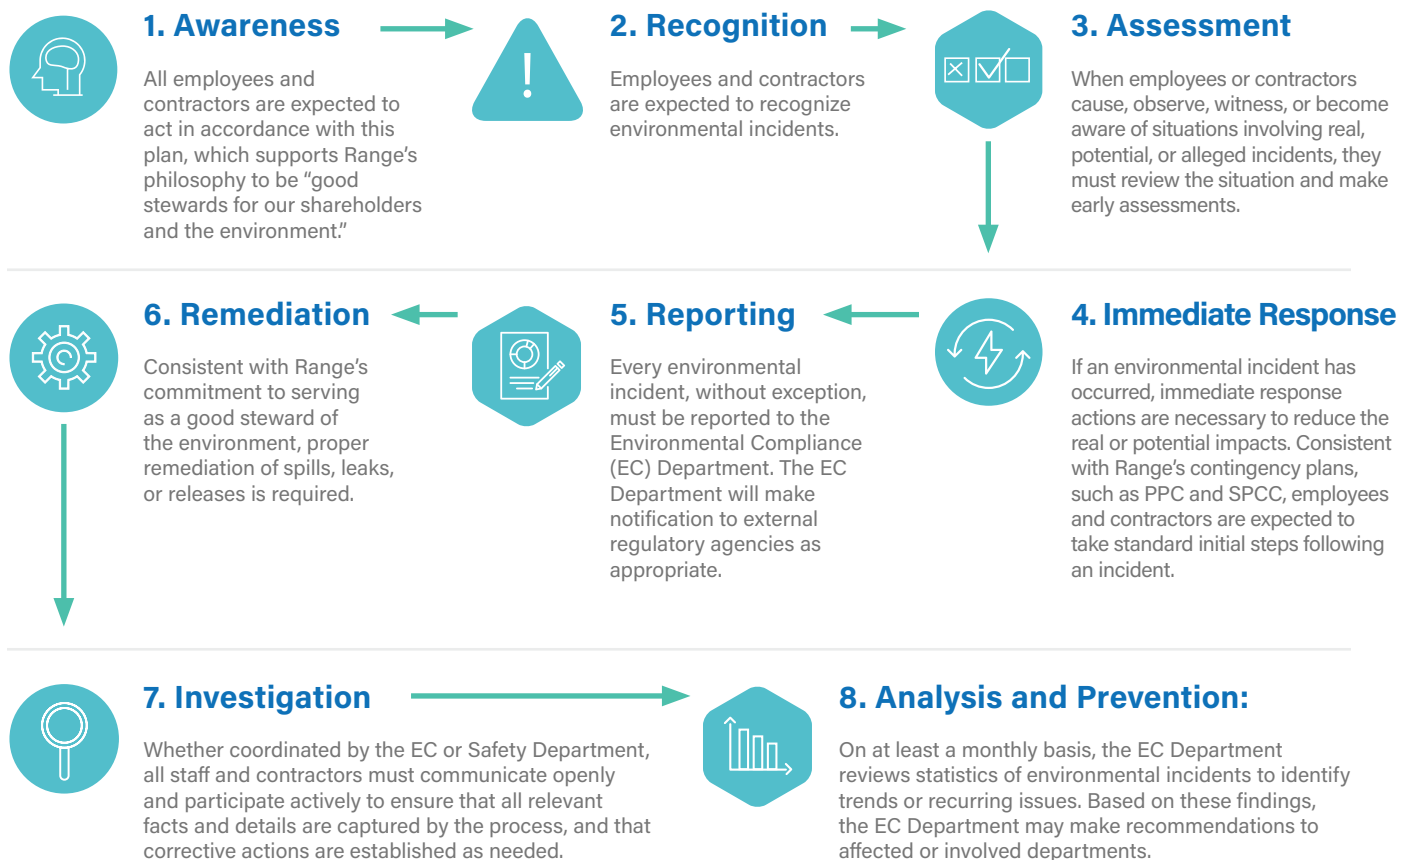 1. Awareness
All employees and
contractors are expected to
act in accordance with this
plan, which supports Range’s
philosophy to be “good
stewards for our shareholders
and the environment.”
2. Recognition
Employees and contractors
are expected to recognize
environmental incidents.
3. Assessment
When employees or contractors
cause, observe, witness, or become
aware of situations involving real,
potential, or alleged incidents, they
must review the situation and make
early assessments.
4. Immediate Response
If an environmental incident has
occurred, immediate response
actions are necessary to reduce the
real or potential impacts. Consistent
with Range’s contingency plans,
such as PPC and SPCC, employees
and contractors are expected to
take standard initial steps following
an incident.
5. Reporting
Every environmental
incident, without exception,
must be reported to the
Environmental Compliance
(EC) Department. The EC
Department will make
notification to external
regulatory agencies as
appropriate.
6. Remediation
Consistent with Range’s
commitment to serving
as a good steward of
the environment, proper
remediation of spills, leaks,
or releases is required.
7. Investigation
Whether coordinated by the EC or Safety Department,
all staff and contractors must communicate openly
and participate actively to ensure that all relevant
facts and details are captured by the process, and that
corrective actions are established as needed.
8. Analysis and Prevention:
On at least a monthly basis, the EC Department
reviews statistics of environmental incidents to identify
trends or recurring issues. Based on these findings,
the EC Department may make recommendations to
affected or involved departments.